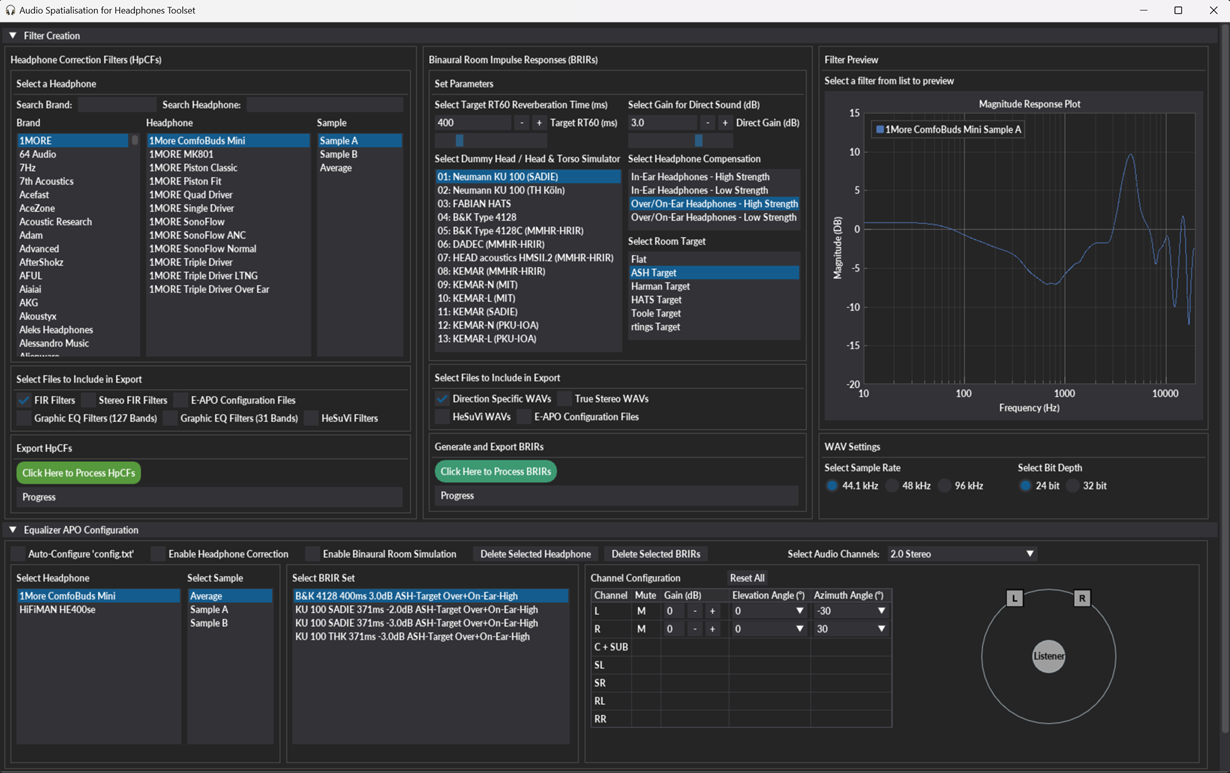 Audio Spatialisation for Headphones Toolset
Filter Creation
Headphone Correction Filters (HpCFs)
Select a Headphone
Search Brand: Search Headphone:
Brand Headphone Sample
1MORE 1More ComfoBuds Mini Sample A
64 Audio 1MORE MK801 Sample B
7Hz 1MORE Piston Classic Average
7th Acoustics 1MORE Piston Fit
Acefast 1MORE Quad Driver
AceZone 1MORE Single Driver
Acoustic Research 1MORE SonoFlow
Adam 1MORE SonoFlow ANC
Advanced 1MORE SonoFlow Normal
AfterShokz 1MORE Triple Driver
AFUL 1MORE Triple Driver LTNG
Aiaiai 1MORE Triple Driver Over Ear
AKG
Akoustyx
Aleks Headphones
Alessandro Music
Alienware
Select Files to Include in Export
FIR Filters Stereo FIR Filters E-APO Configuration Files
Graphic EQ Filters (127 Bands) Graphic EQ Filters (31 Bands) HeSuVi Filters
Export HpCFs
Click Here to Process HpCFs
Progress
Binaural Room Impulse Responses (BRIRs)
Set Parameters
Select Target RT60 Reverberation Time (ms) Select Gain for Direct Sound (dB)
400 - + Target RT60 (ms) 3.0 - + Direct Gain (dB)
Select Dummy Head / Head & Torso Simulator
01: Neumann KU 100 (SADIE)
02: Neumann KU 100 (TH Köln)
03: FABIAN HATS
04: B&K Type 4128
05: B&K Type 4128C (MMHR-HRIR)
06: DADEC (MMHR-HRIR)
07: HEAD acoustics HMSII.2 (MMHR-HRIR)
08: KEMAR (MMHR-HRIR)
09: KEMAR-N (MIT)
10: KEMAR-L (MIT)
11: KEMAR (SADIE)
12: KEMAR-N (PKU-IOA)
13: KEMAR-L (PKU-IOA)
Select Headphone Compensation
In-Ear Headphones - High Strength
In-Ear Headphones - Low Strength
Over/On-Ear Headphones - High Strength
Over/On-Ear Headphones - Low Strength
Select Room Target
Flat
ASH Target
Harman Target
HATS Target
Toole Target
rtings Target
Select Files to Include in Export
Direction Specific WAVs True Stereo WAVs
HeSuVi WAVs E-APO Configuration Files
Generate and Export BRIRs
Click Here to Process BRIRs
Progress
Filter Preview
Select a filter from list to preview
Magnitude Response Plot
1More ComfoBuds Mini Sample A
Magnitude (dB)
15
10
5
0
-5
-10
-15
-20
10 100 1000 10000
Frequency (Hz)
WAV Settings
Select Sample Rate Select Bit Depth
44.1 kHz 48 kHz 96 kHz 24 bit 32 bit
Equalizer APO Configuration
Auto-Configure 'config.txt' Enable Headphone Correction Enable Binaural Room Simulation Delete Selected Headphone Delete Selected BRIRs Select Audio Channels: 2.0 Stereo
Select Headphone Select Sample
1More ComfoBuds Mini Average
HiFiMAN HE400se Sample A
Sample B
Select BRIR Set
B&K 4128 400ms 3.0dB ASH-Target Over+On-Ear-High
KU 100 SADIE 371ms -2.0dB ASH-Target Over+On-Ear-High
KU 100 SADIE 371ms -3.0dB ASH-Target Over+On-Ear-High
KU 100 THK 371ms -3.0dB ASH-Target Over+On-Ear-High
Channel Configuration Reset All
Channel Mute Gain (dB) Elevation Angle (°) Azimuth Angle (°)
L M 0 - + 0 -30
R M 0 - + 0 30
C + SUB
SL
SR
RL
RR
L R
Listener